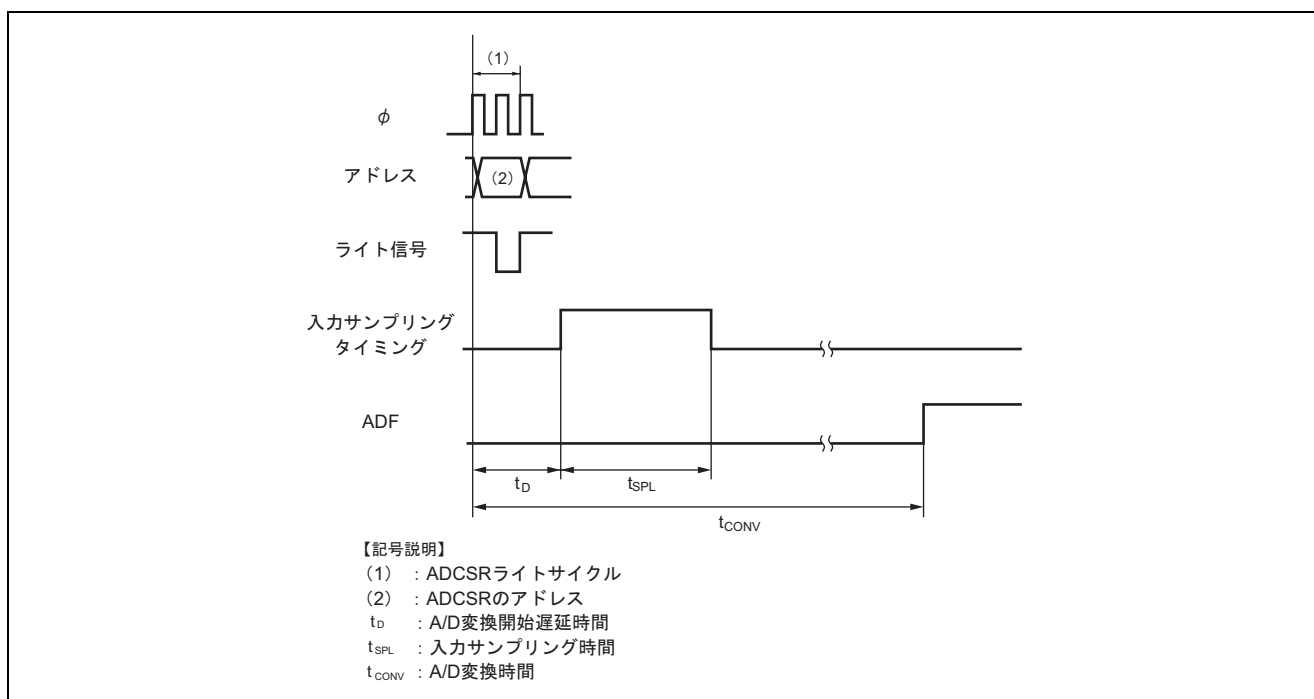 （1）
φ
アドレス
（2）
ライト信号
入力サンプリング
タイミング
ADF
tD
tSPL
tCONV
【記号説明】
（1） ：ADCSRライトサイクル
（2） ：ADCSRのアドレス
tD ：A/D変換開始遅延時間
tSPL ：入力サンプリング時間
tCONV ：A/D変換時間